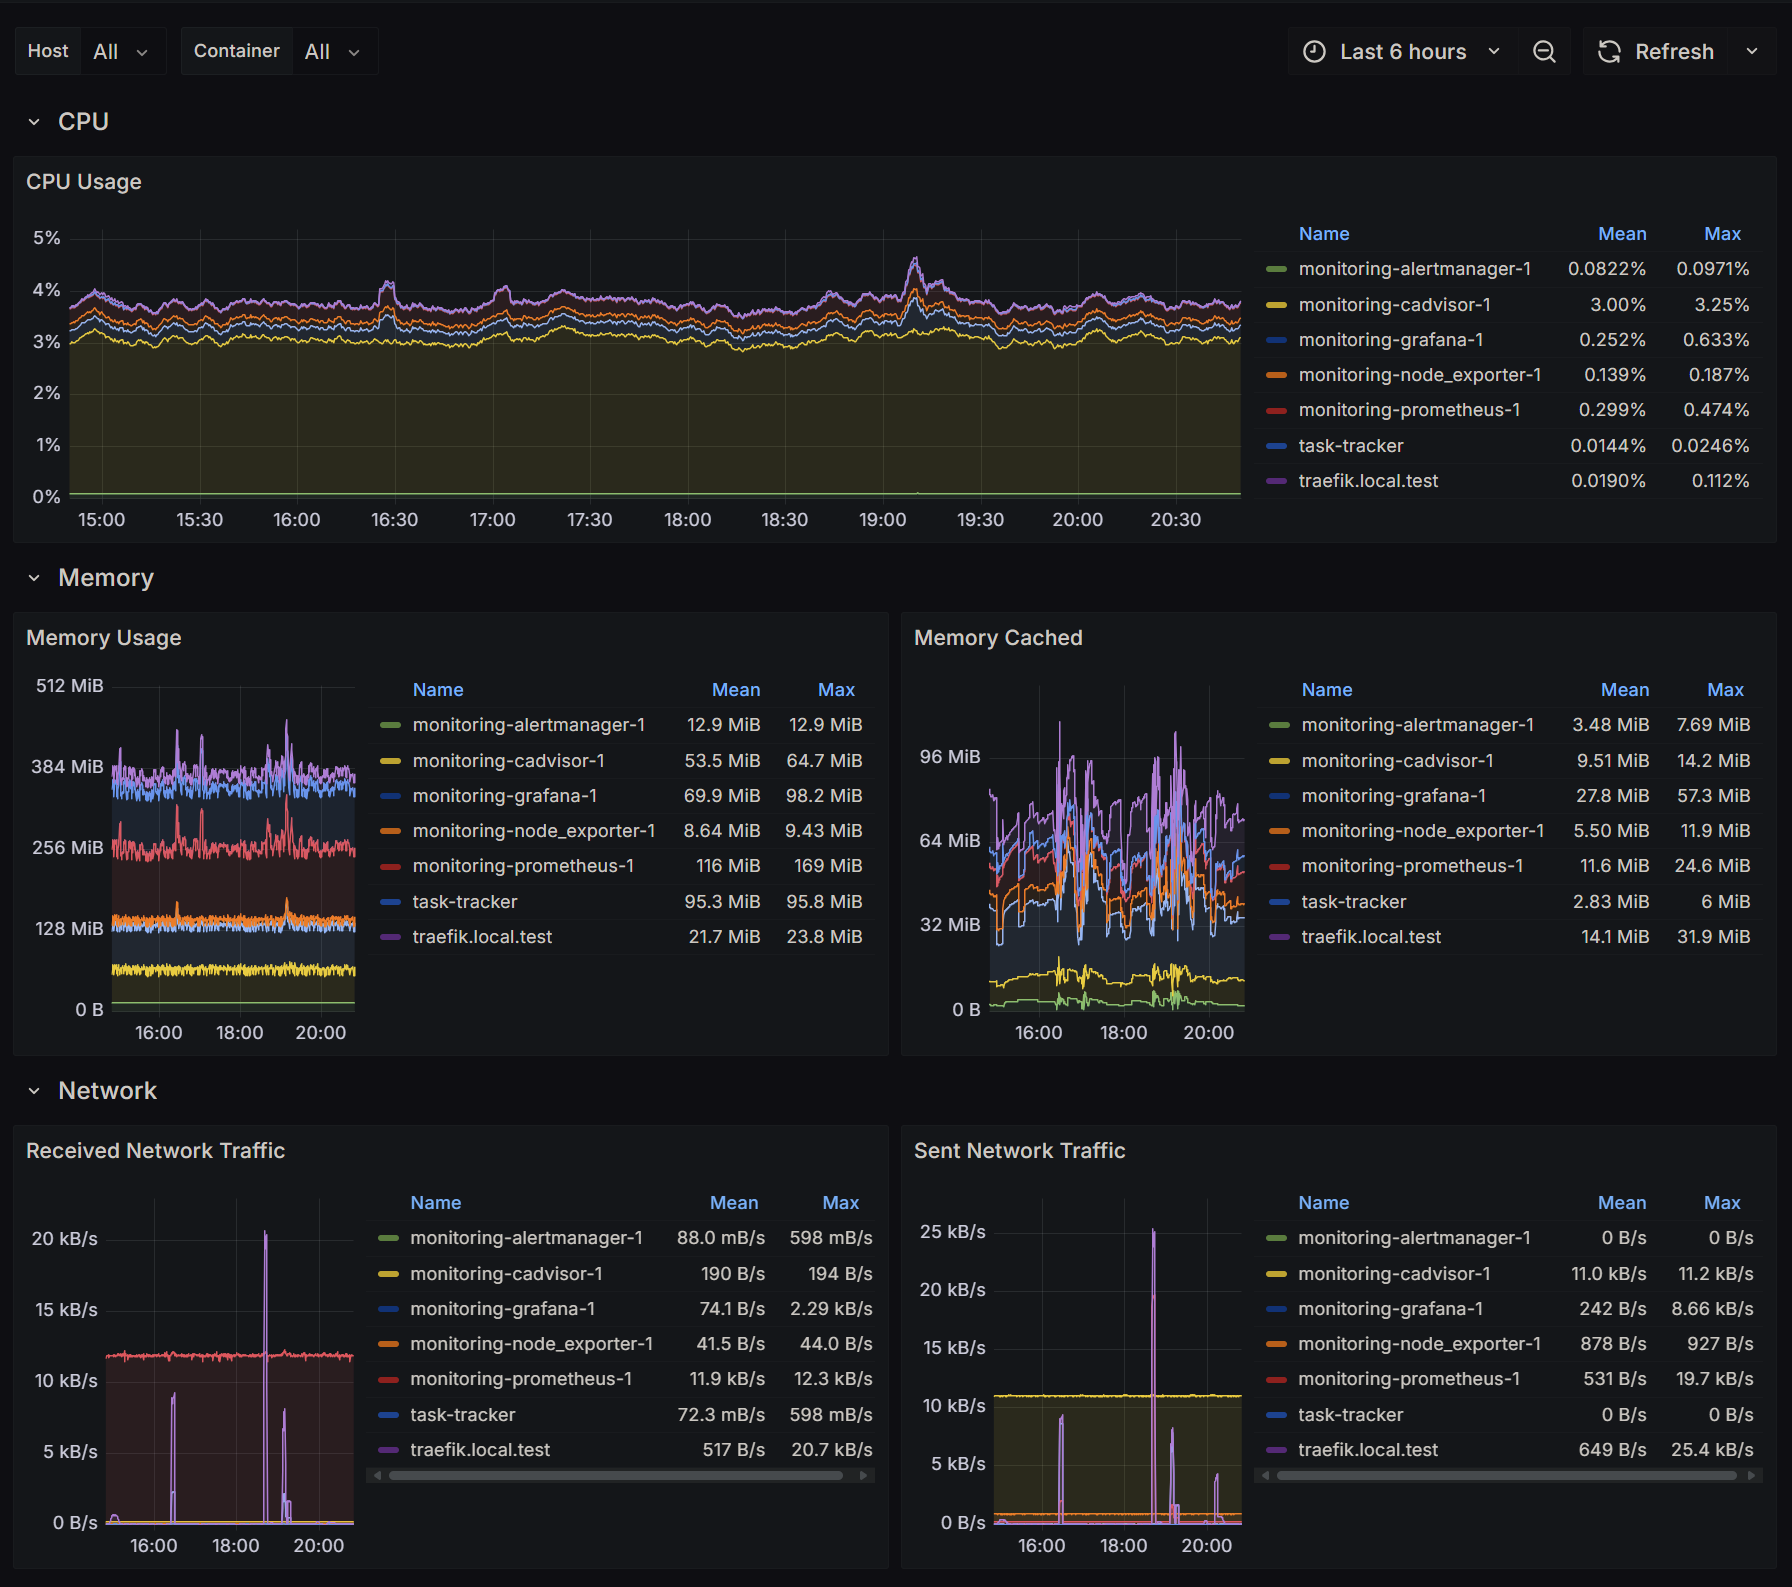 Host All Container All Last 6 hours Refresh
CPU
CPU Usage
Name Mean Max
5%
4%
3%
2%
1%
0%
15:00 15:30 16:00 16:30 17:00 17:30 18:00 18:30 19:00 19:30 20:00 20:30
monitoring-alertmanager-1 0.0822% 0.0971%
monitoring-cadvisor-1 3.00% 3.25%
monitoring-grafana-1 0.252% 0.633%
monitoring-node_exporter-1 0.139% 0.187%
monitoring-prometheus-1 0.299% 0.474%
task-tracker 0.0144% 0.0246%
traefik.local.test 0.0190% 0.112%
Memory
Memory Usage
512 MiB
384 MiB
256 MiB
128 MiB
0 B
16:00 18:00 20:00
Name Mean Max
monitoring-alertmanager-1 12.9 MiB 12.9 MiB
monitoring-cadvisor-1 53.5 MiB 64.7 MiB
monitoring-grafana-1 69.9 MiB 98.2 MiB
monitoring-node_exporter-1 8.64 MiB 9.43 MiB
monitoring-prometheus-1 116 MiB 169 MiB
task-tracker 95.3 MiB 95.8 MiB
traefik.local.test 21.7 MiB 23.8 MiB
Memory Cached
96 MiB
64 MiB
32 MiB
0 B
16:00 18:00 20:00
Name Mean Max
monitoring-alertmanager-1 3.48 MiB 7.69 MiB
monitoring-cadvisor-1 9.51 MiB 14.2 MiB
monitoring-grafana-1 27.8 MiB 57.3 MiB
monitoring-node_exporter-1 5.50 MiB 11.9 MiB
monitoring-prometheus-1 11.6 MiB 24.6 MiB
task-tracker 2.83 MiB 6 MiB
traefik.local.test 14.1 MiB 31.9 MiB
Network
Received Network Traffic
20 kB/s
15 kB/s
10 kB/s
5 kB/s
0 B/s
16:00 18:00 20:00
Name Mean Max
monitoring-alertmanager-1 88.0 mB/s 598 mB/s
monitoring-cadvisor-1 190 B/s 194 B/s
monitoring-grafana-1 74.1 B/s 2.29 kB/s
monitoring-node_exporter-1 41.5 B/s 44.0 B/s
monitoring-prometheus-1 11.9 kB/s 12.3 kB/s
task-tracker 72.3 mB/s 598 mB/s
traefik.local.test 517 B/s 20.7 kB/s
Sent Network Traffic
25 kB/s
20 kB/s
15 kB/s
10 kB/s
5 kB/s
0 B/s
16:00 18:00 20:00
Name Mean Max
monitoring-alertmanager-1 0 B/s 0 B/s
monitoring-cadvisor-1 11.0 kB/s 11.2 kB/s
monitoring-grafana-1 242 B/s 8.66 kB/s
monitoring-node_exporter-1 878 B/s 927 B/s
monitoring-prometheus-1 531 B/s 19.7 kB/s
task-tracker 0 B/s 0 B/s
traefik.local.test 649 B/s 25.4 kB/s